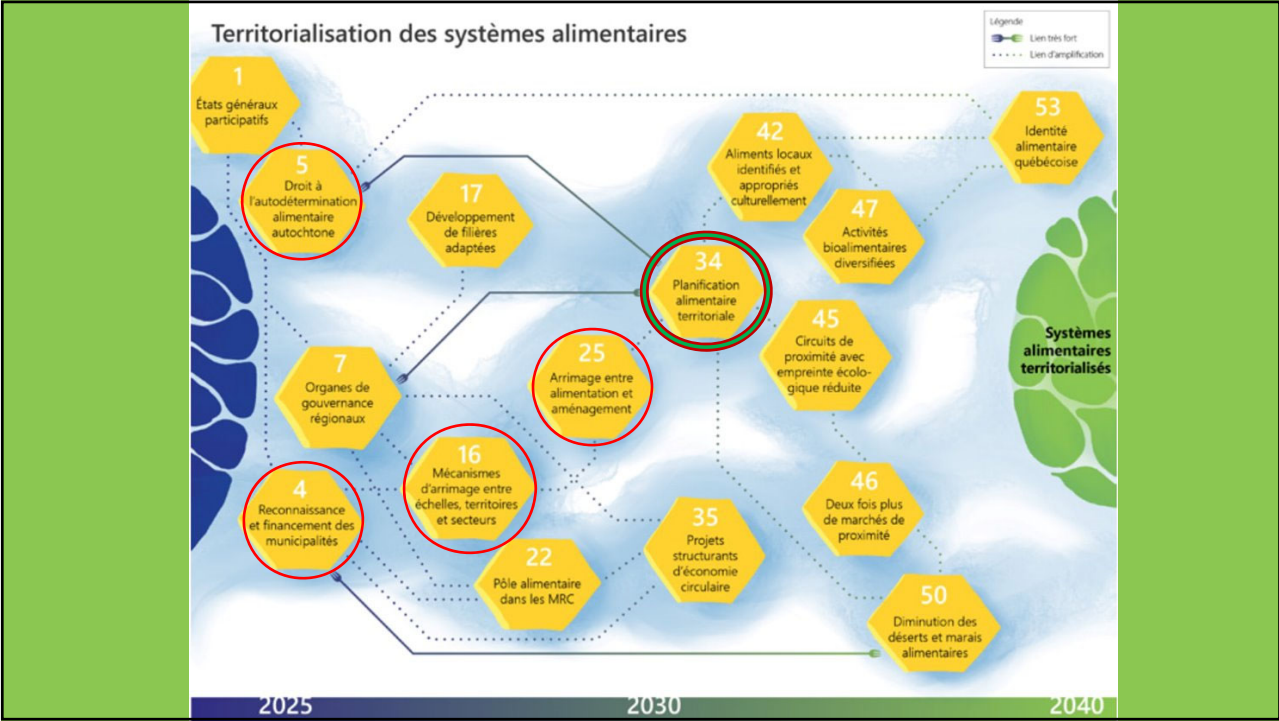 Territorialisation des systèmes alimentaires
Légende
Lien très fort
Lien d'amplification
1
États généraux
participatifs
5
Droit à
l'autodétermination
alimentaire
autochtone
17
Développement
de filières
adaptées
42
Aliments locaux
identifiés et
appropriés
culturellement
53
Identité
alimentaire
québécoise
47
Activités
bioalimentaires
diversifiées
34
Planification
alimentaire
territoriale
45
Circuits de
proximité avec
empreinte écolo-
gique réduite
Systèmes
alimentaires
territorialisés
7
Organes de
gouvernance
régionaux
25
Arrimage entre
alimentation et
aménagement
16
Mécanismes
d'arrimage entre
échelles, territoires
et secteurs
4
Reconnaissance
et financement des
municipalités
46
Deux fois plus
de marchés de
proximité
35
Projets
structurants
d'économie
circulaire
22
Pôle alimentaire
dans les MRC
50
Diminution des
déserts et marais
alimentaires
2025
2030
2040